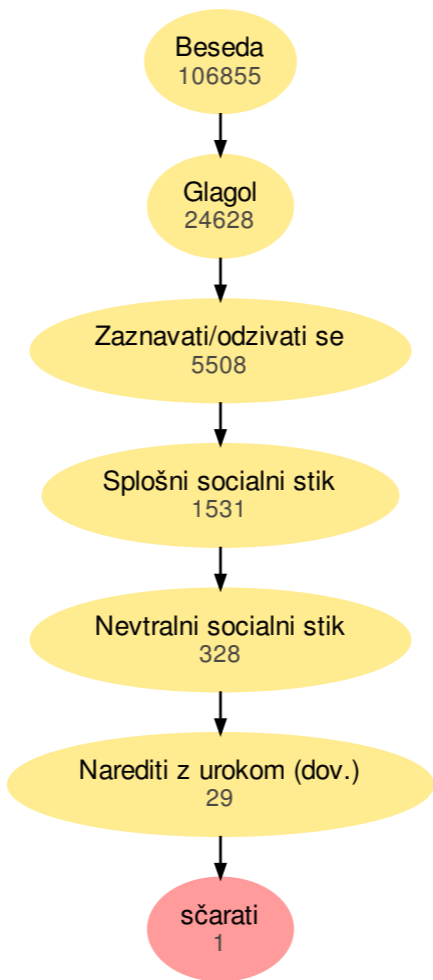 Beseda
106855
Glagol
24628
Zaznavati/odzivati se
5508
Splošni socialni stik
1531
Nevtralni socialni stik
328
Narediti z urokom (dov.)
29
sčarati
1